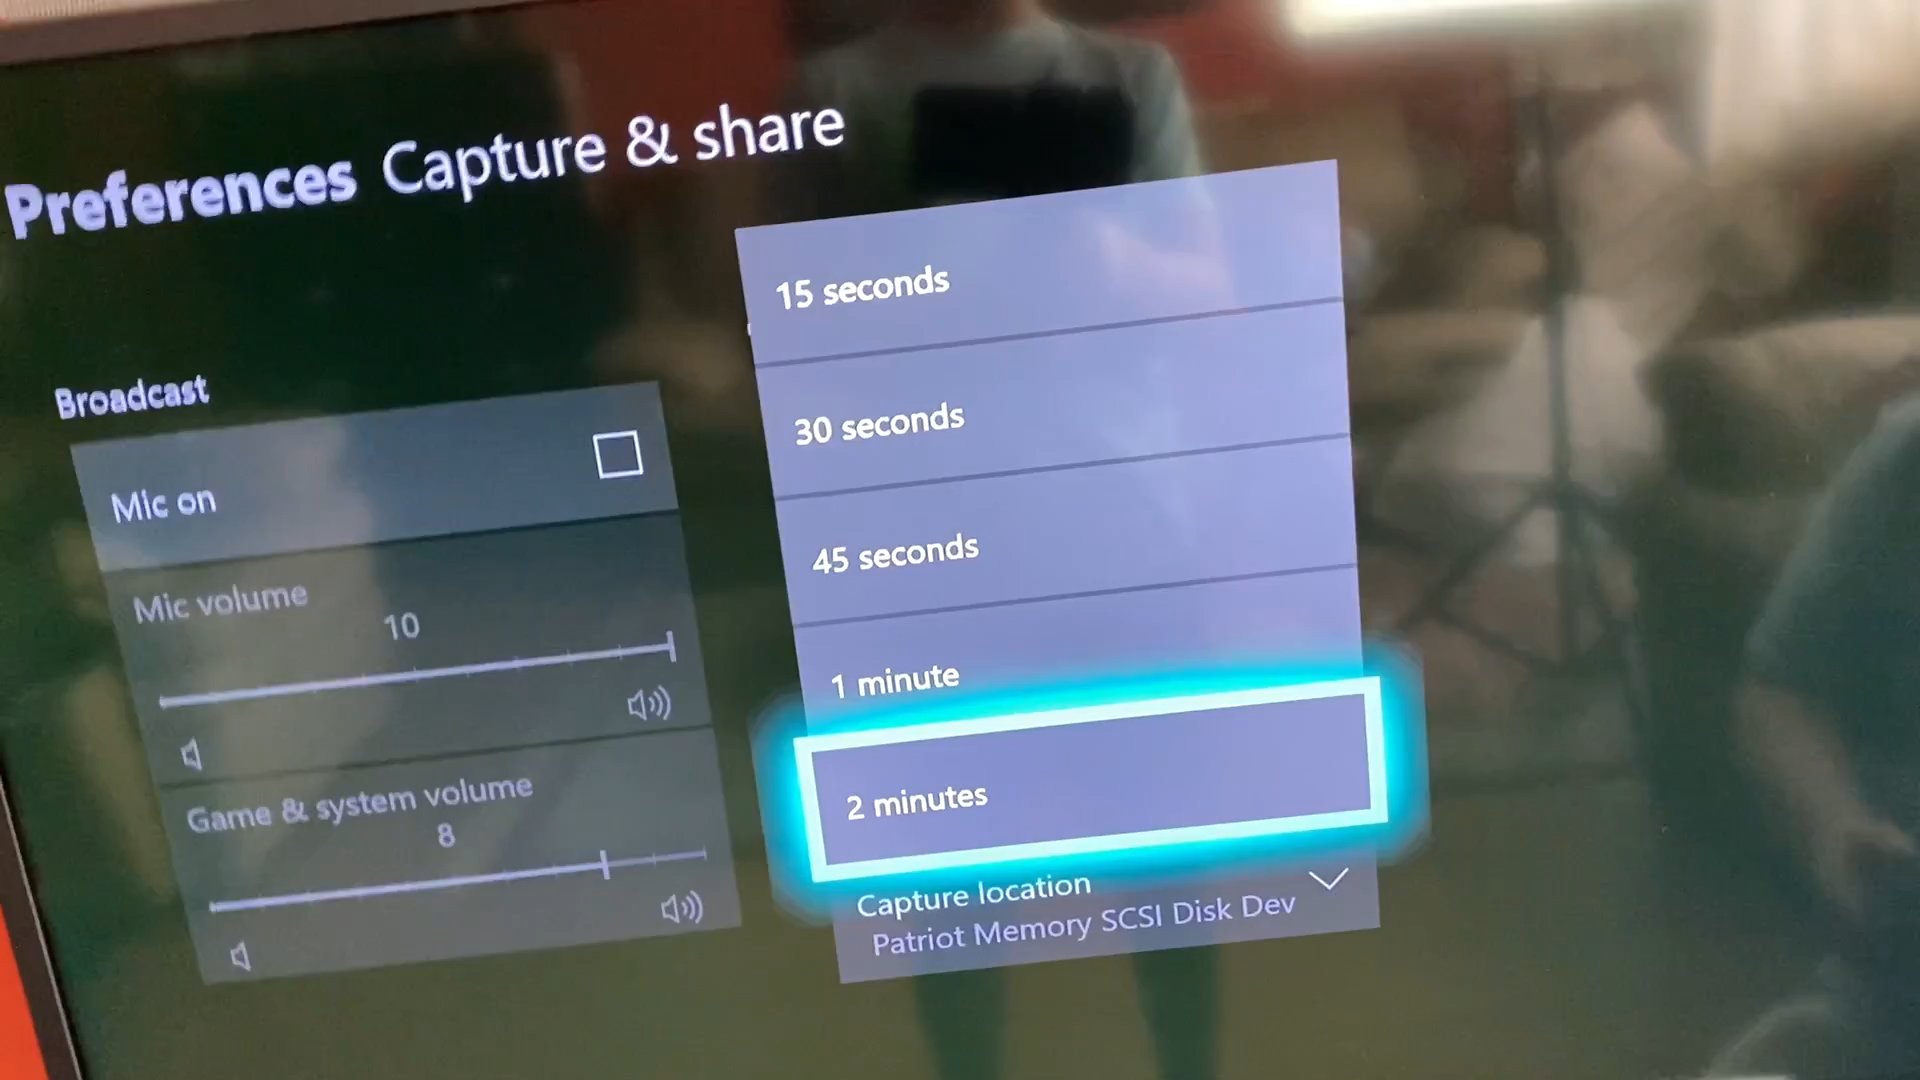 Preferences Capture & share
Broadcast
Mic on
Mic volume
10
Game & system volume
8
15 seconds
30 seconds
45 seconds
1 minute
2 minutes
Capture location
Patriot Memory SCSI Disk Dev